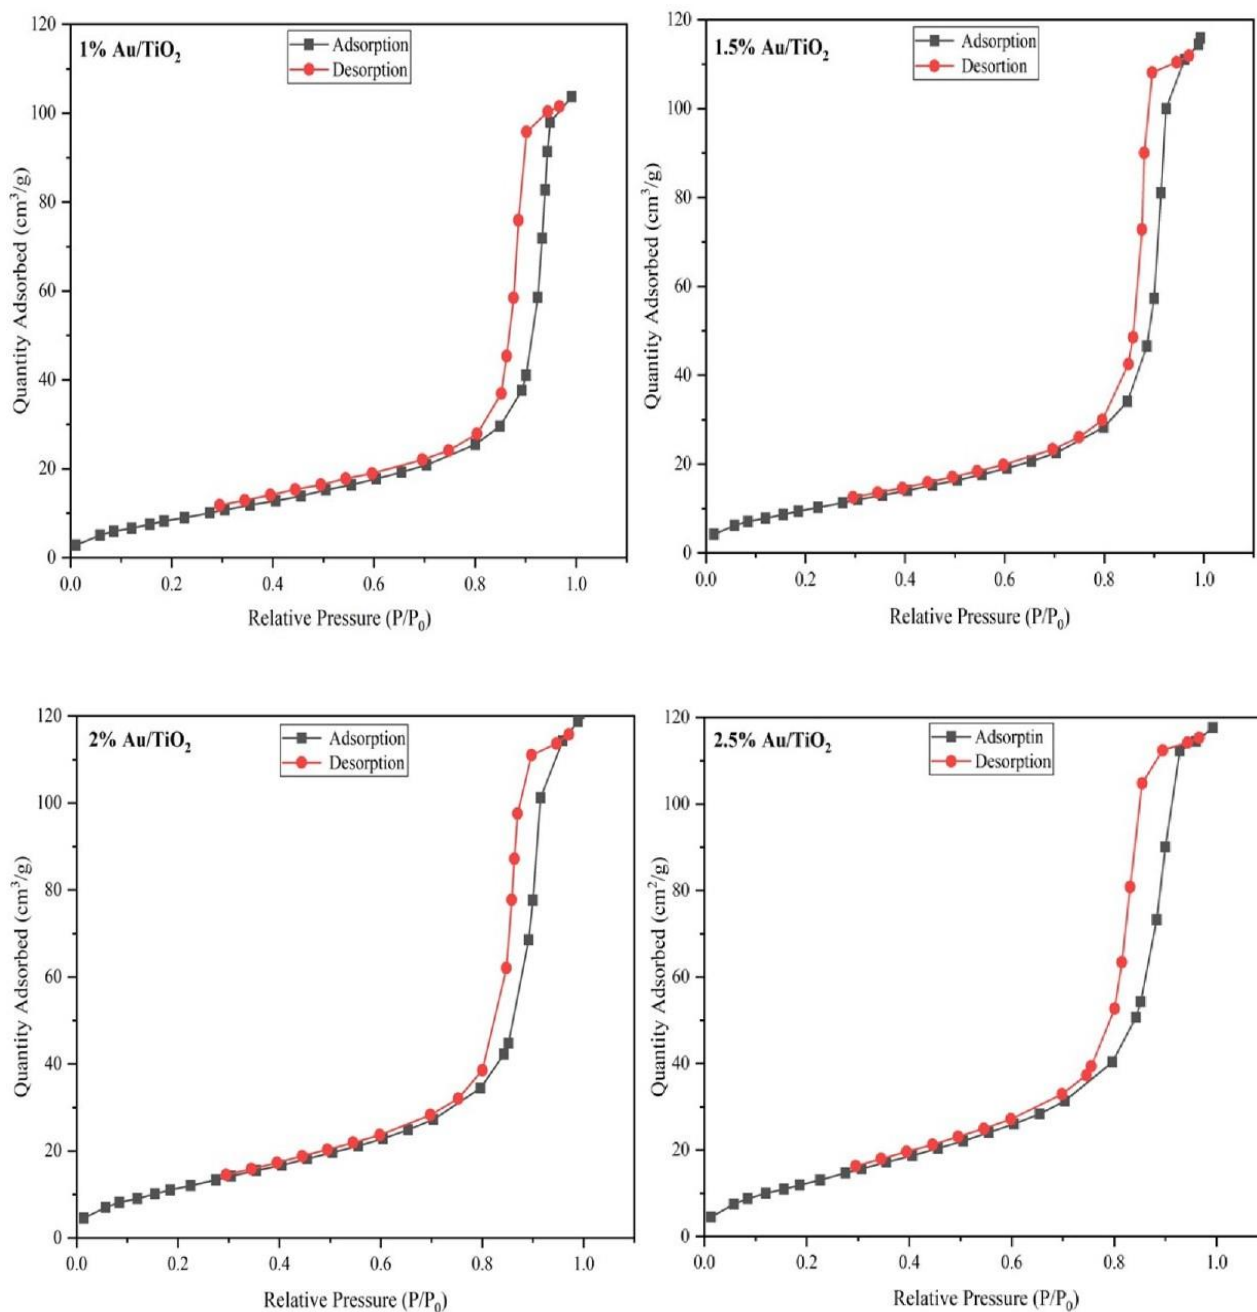 1% Au/TiO₂
Adsorption
Desorption
Quantity Adsorbed (cm³/g)
120
100
80
60
40
20
0
0.0 0.2 0.4 0.6 0.8 1.0
Relative Pressure (P/P₀)
1.5% Au/TiO₂
Adsorption
Desortion
Quantity Adsorbed (cm³/g)
120
100
80
60
40
20
0
0.0 0.2 0.4 0.6 0.8 1.0
Relative Pressure (P/P₀)
2% Au/TiO₂
Adsorption
Desorption
Quantity Adsorbed (cm³/g)
120
100
80
60
40
20
0
0.0 0.2 0.4 0.6 0.8 1.0
Relative Pressure (P/P₀)
2.5% Au/TiO₂
Adsorptin
Desorption
Quantity Adsorbed (cm²/g)
120
100
80
60
40
20
0
0.0 0.2 0.4 0.6 0.8 1.0
Relative Pressure (P/P₀)